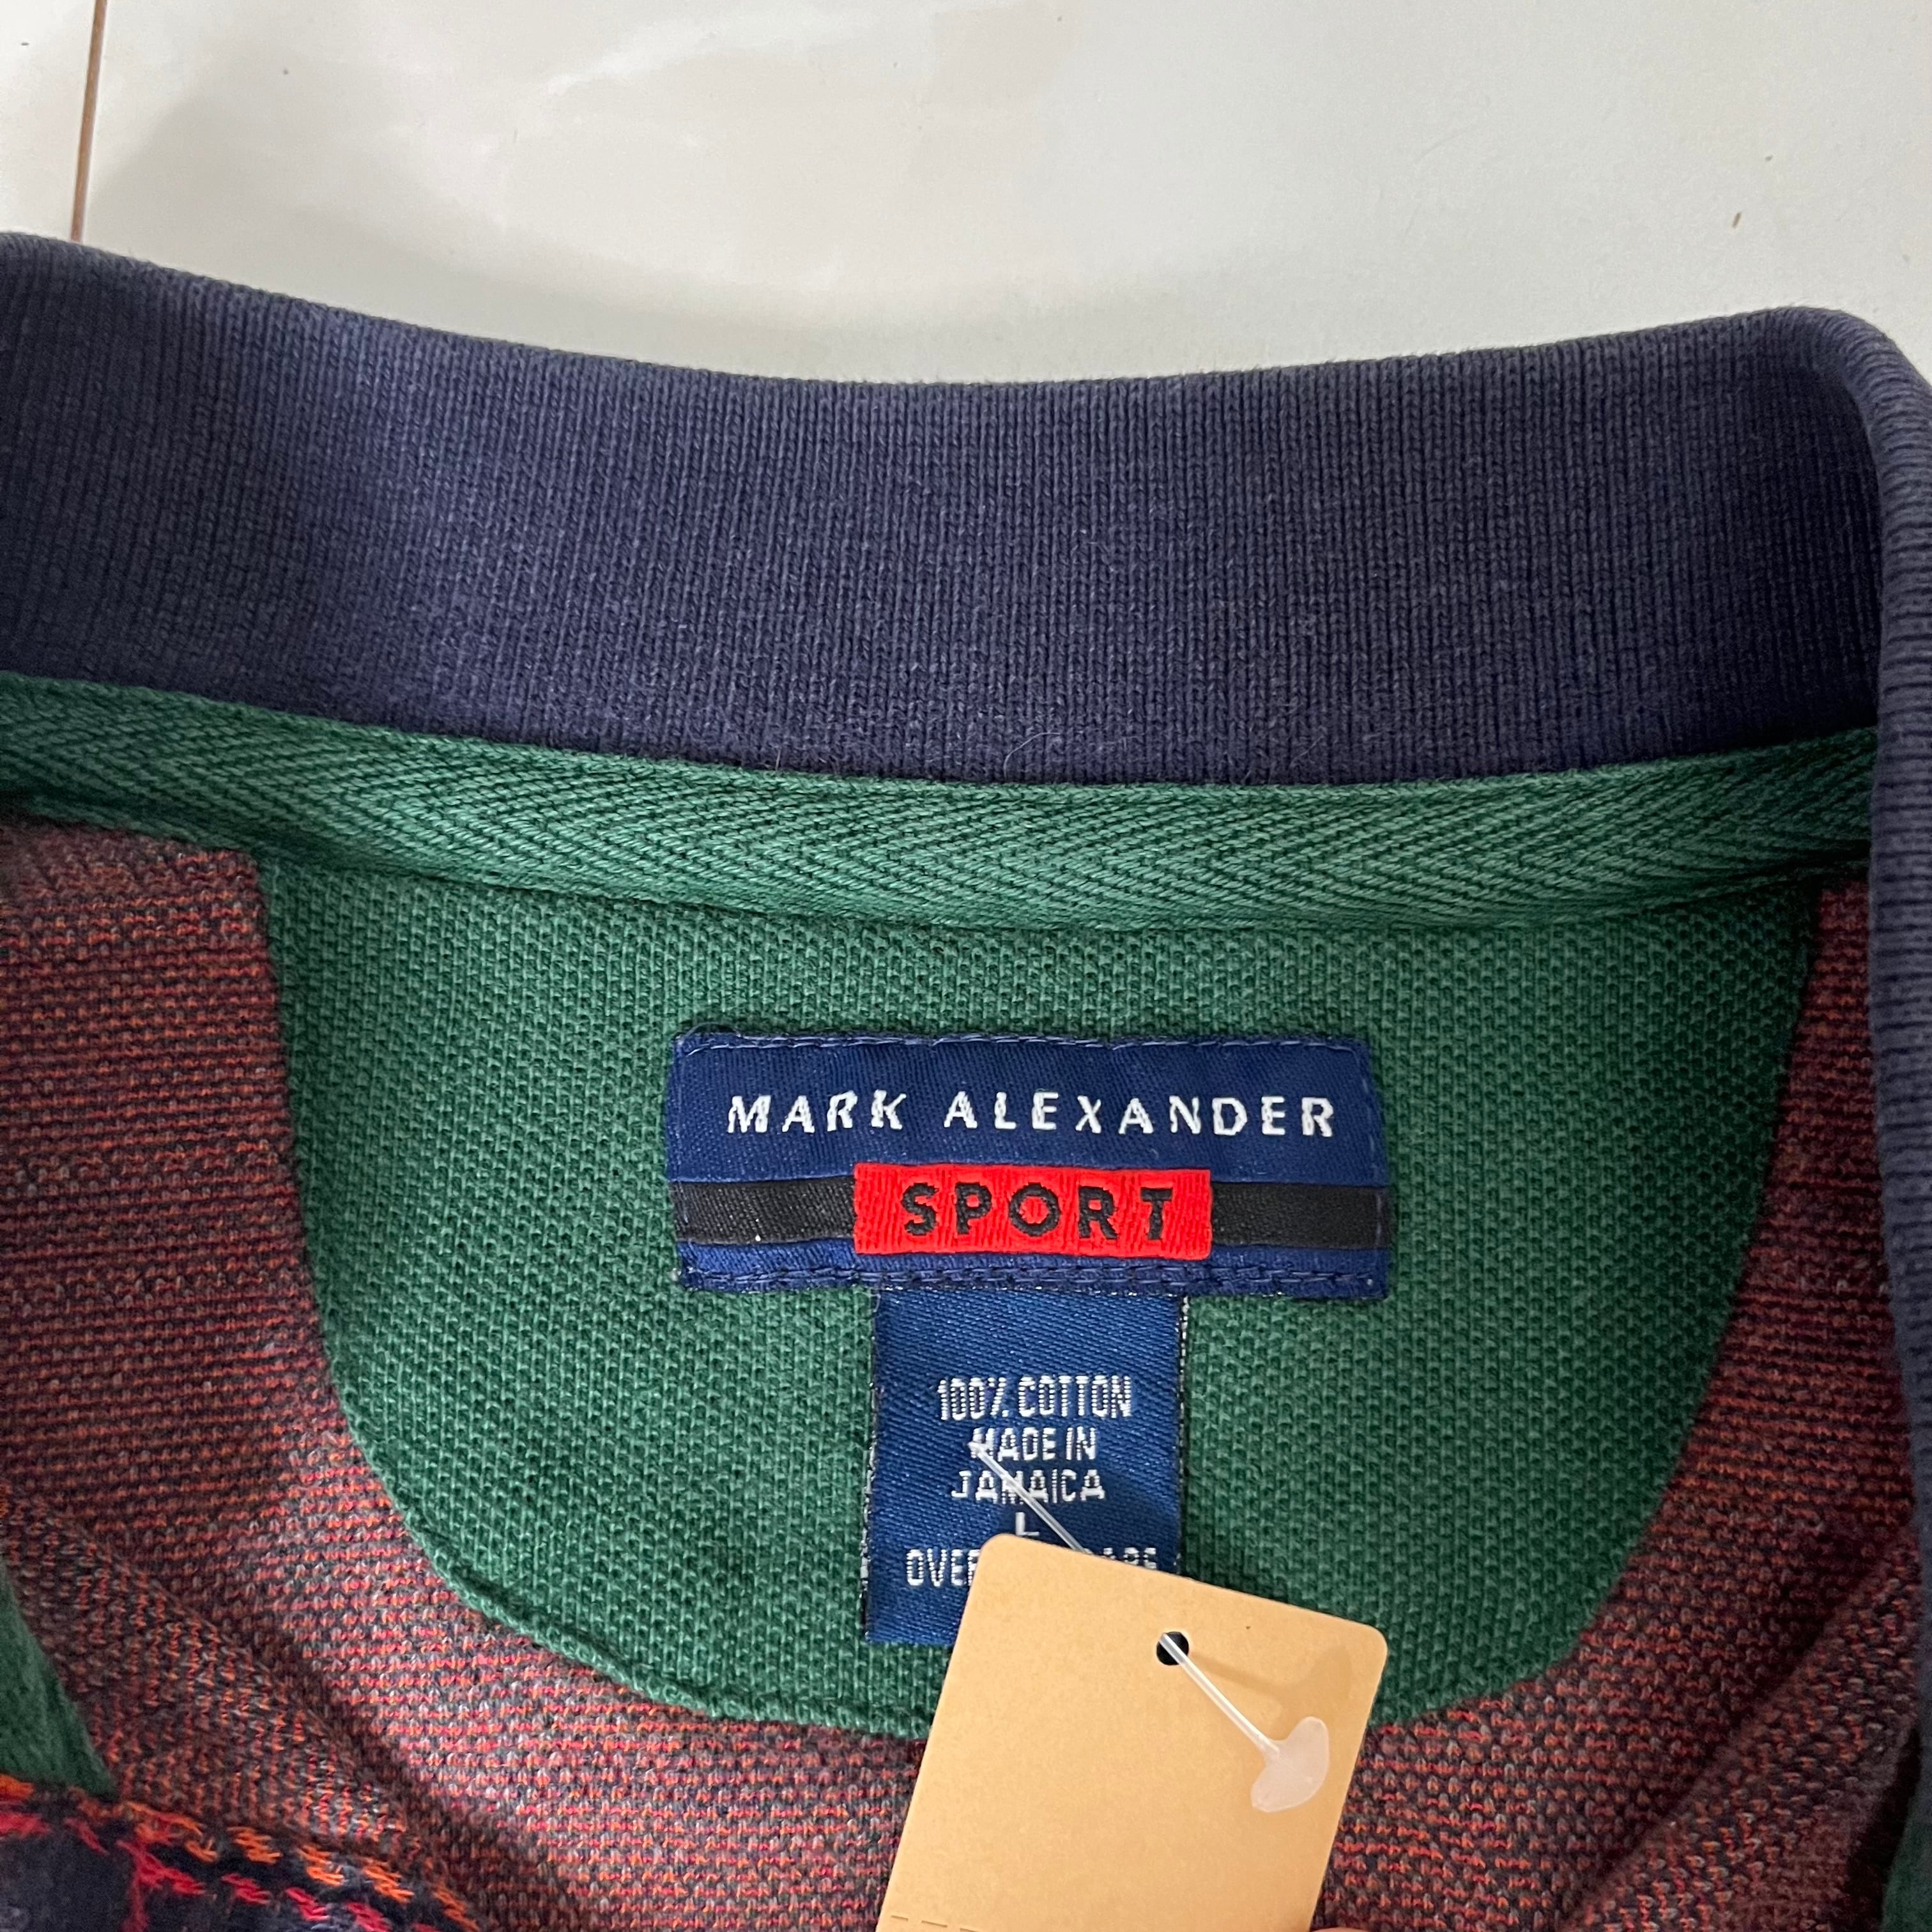 MARK ALEXANDER
SPORT
100% COTTON
MADE IN
JAMAICA
L